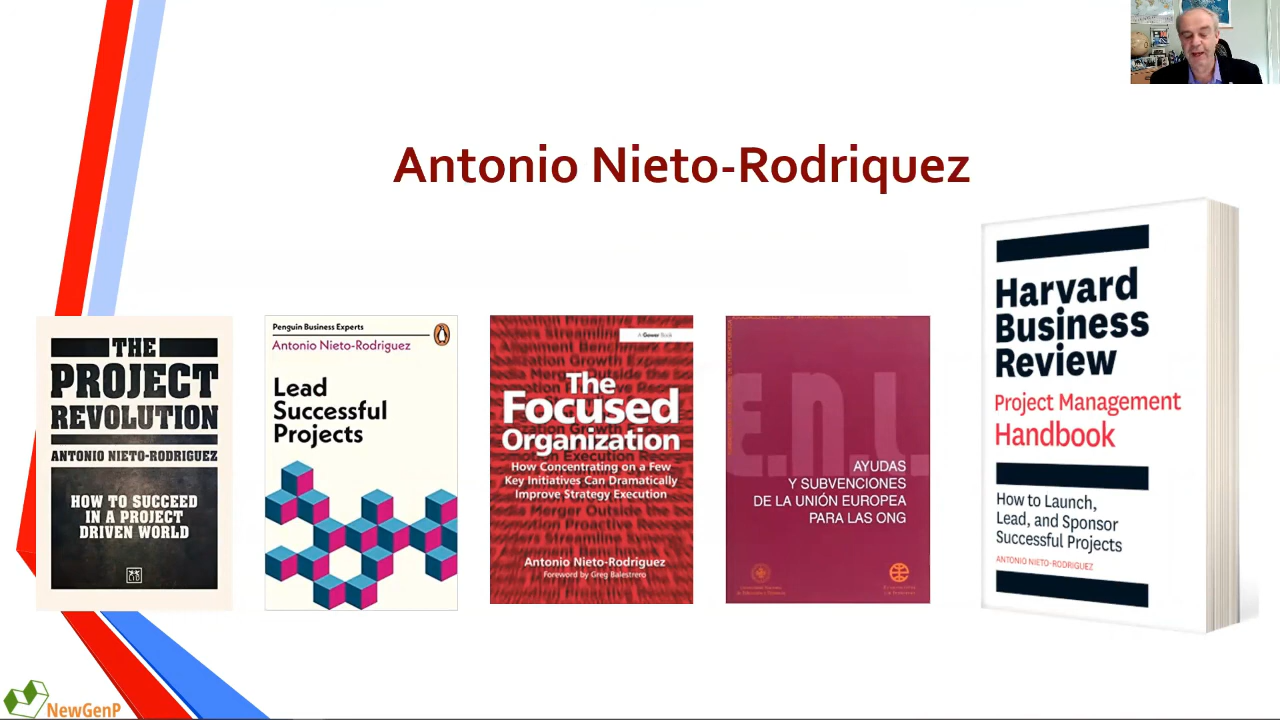 Antonio Nieto-Rodriquez
THE
PROJECT
REVOLUTION
ANTONIO NIETO-RODRIGUEZ
HOW TO SUCCEED
IN A PROJECT
DRIVEN WORLD
LID
Penguin Business Experts
Antonio Nieto-Rodriguez
Lead
Successful
Projects
A Gower Book
The
Focused
Organization
How Concentrating on a Few
Key Initiatives Can Dramatically
Improve Strategy Execution
Antonio Nieto-Rodriguez
Foreword by Greg Balestrero
E.N.L.
AYUDAS
Y SUBVENCIONES
DE LA UNIÓN EUROPEA
PARA LAS ONG
Harvard
Business
Review
Project Management
Handbook
How to Launch,
Lead, and Sponsor
Successful Projects
ANTONIO NIETO-RODRIGUEZ
NewGenP